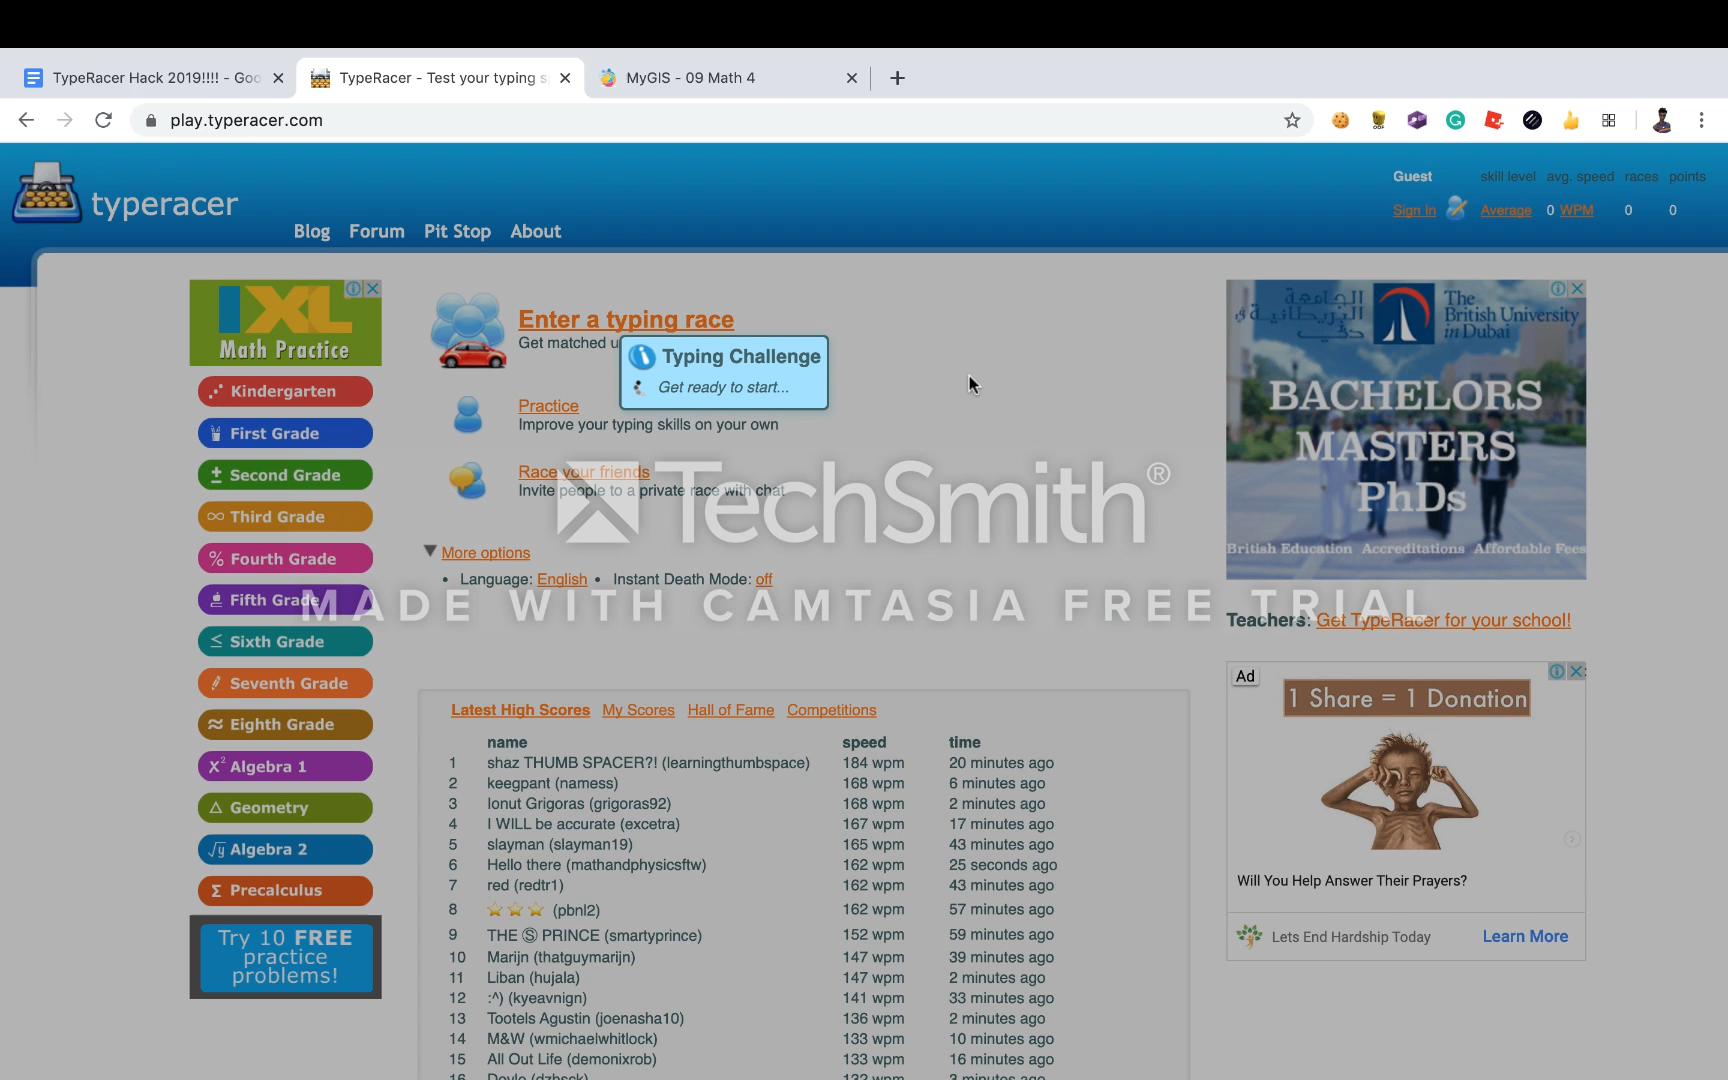 TypeRacer Hack 2019!!!! - Goo
TypeRacer - Test your typing s
MyGIS - 09 Math 4
play.typeracer.com
typeracer
Blog Forum Pit Stop About
Guest skill level avg. speed races points
Sign In Average 0 WPM 0 0
IXL
Math Practice
Kindergarten
First Grade
Second Grade
Third Grade
Fourth Grade
Fifth Grade
Sixth Grade
Seventh Grade
Eighth Grade
Algebra 1
Geometry
Algebra 2
Precalculus
Try 10 FREE
practice
problems!
Enter a typing race
Get matched u
Typing Challenge
Get ready to start...
Practice
Improve your typing skills on your own
Race your friends
Invite people to a private race with chat
TechSmith®
More options
• Language: English • Instant Death Mode: off
MADE WITH CAMTASIA FREE TRIAL
Latest High Scores My Scores Hall of Fame Competitions
name speed time
1 shaz THUMB SPACER?! (learningthumbspace) 184 wpm 20 minutes ago
2 keegpant (namess) 168 wpm 6 minutes ago
3 Ionut Grigoras (grigoras92) 168 wpm 2 minutes ago
4 I WILL be accurate (excetra) 167 wpm 17 minutes ago
5 slayman (slayman19) 165 wpm 43 minutes ago
6 Hello there (mathandphysicsftw) 162 wpm 25 seconds ago
7 red (redtr1) 162 wpm 43 minutes ago
8 (pbnl2) 162 wpm 57 minutes ago
9 THE Ⓢ PRINCE (smartyprince) 152 wpm 59 minutes ago
10 Marijn (thatguymarijn) 147 wpm 39 minutes ago
11 Liban (hujala) 147 wpm 2 minutes ago
12 :^) (kyeavnign) 141 wpm 33 minutes ago
13 Tootels Agustin (joenasha10) 136 wpm 2 minutes ago
14 M&W (wmichaelwhitlock) 133 wpm 10 minutes ago
15 All Out Life (demonixrob) 133 wpm 16 minutes ago
الجامعة
البريطانية في
دبي
The
British University
in Dubai
BACHELORS
MASTERS
PhDs
British Education Accreditations Affordable Fees
Teachers: Get TypeRacer for your school!
Ad
1 Share = 1 Donation
Will You Help Answer Their Prayers?
Lets End Hardship Today Learn More